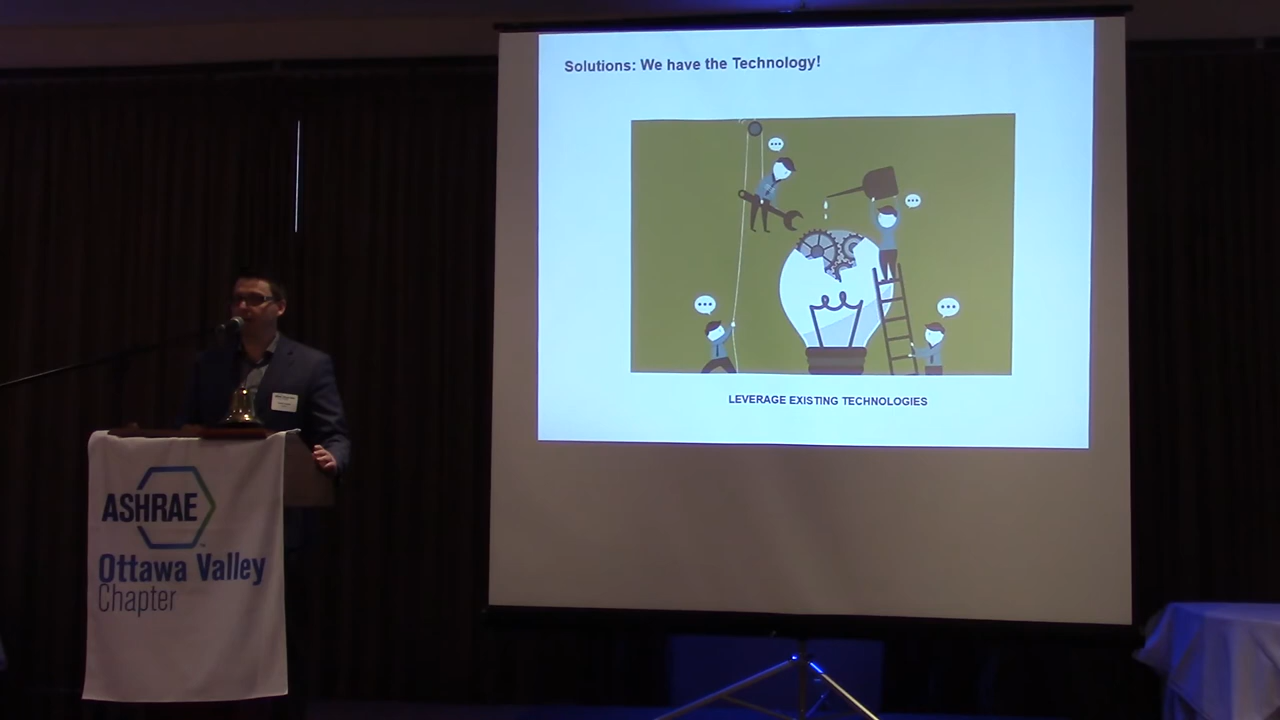 Solutions: We have the Technology!
LEVERAGE EXISTING TECHNOLOGIES
ASHRAE
Ottawa Valley
Chapter